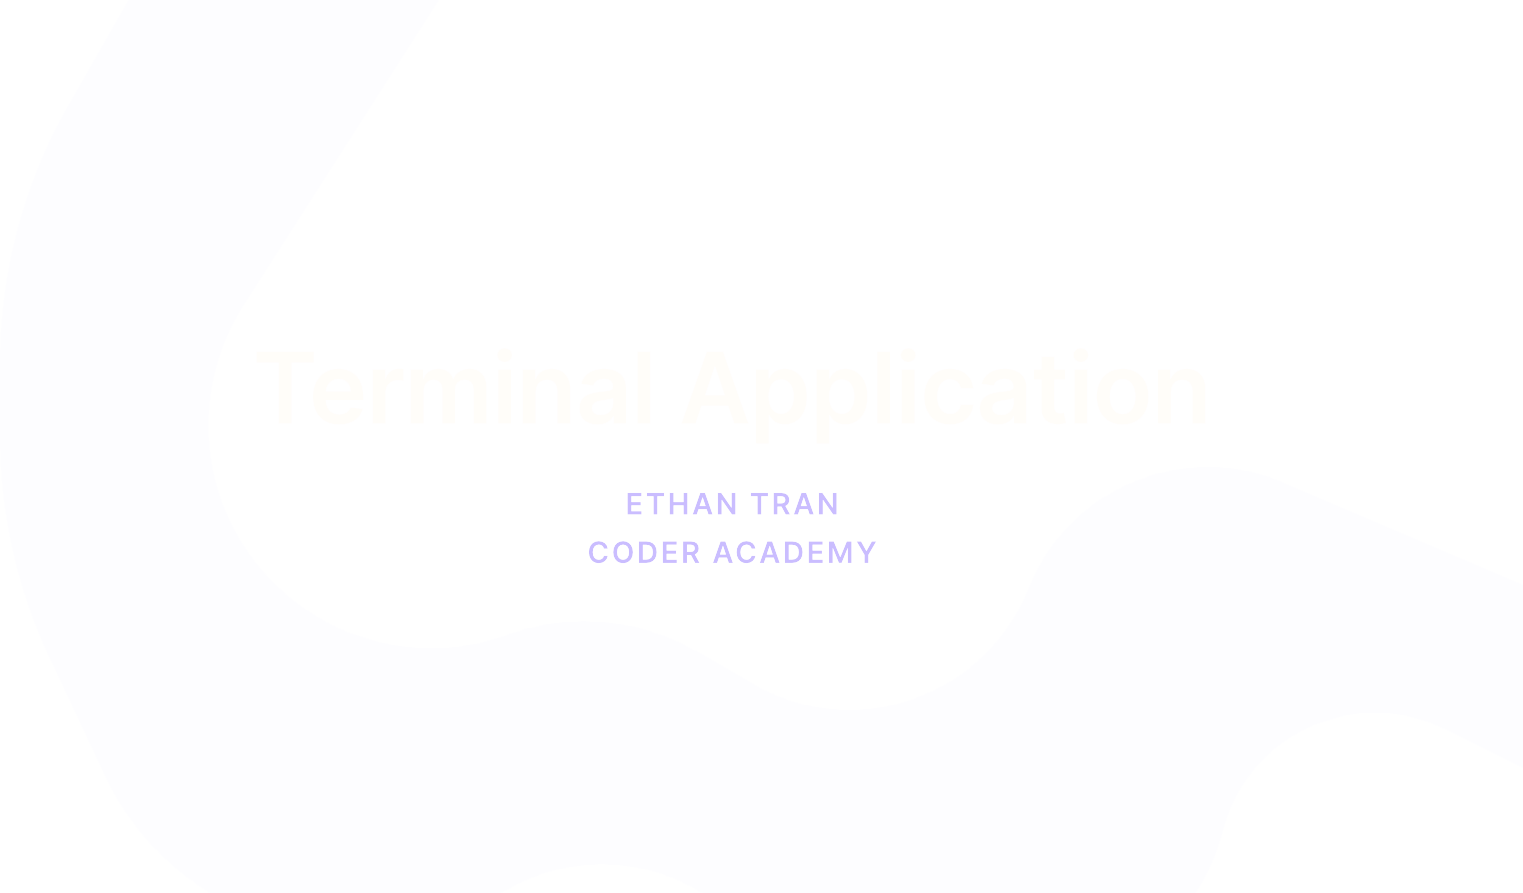 Terminal Application
ETHAN TRAN
CODER ACADEMY